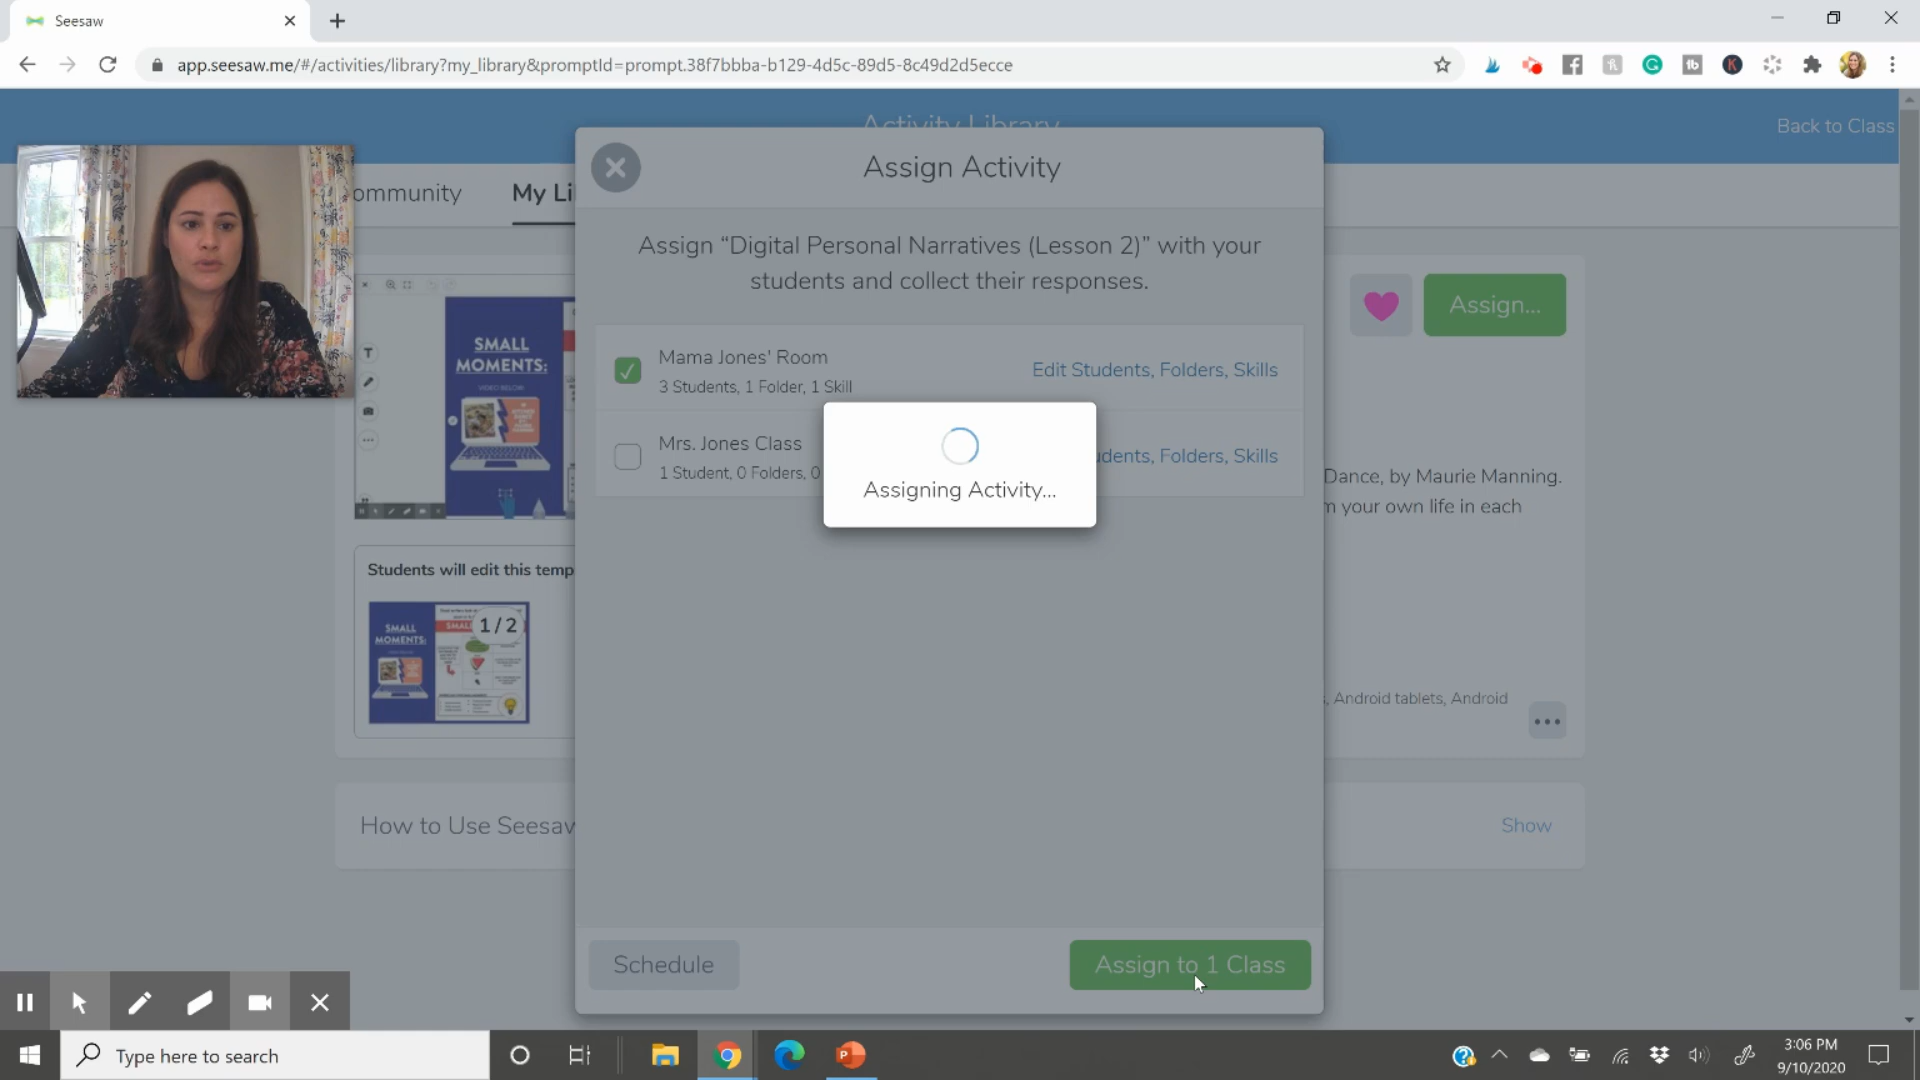 Seesaw
app.seesaw.me/#/activities/library?my_library&promptId=prompt.38f7bbba-b129-4d5c-89d5-8c49d2d5ecce
Activity Library
Back to Class
ommunity
My Li
Assign Activity
Assign “Digital Personal Narratives (Lesson 2)” with your
students and collect their responses.
Assign...
Mama Jones' Room
3 Students, 1 Folder, 1 Skill
Edit Students, Folders, Skills
Mrs. Jones Class
1 Student, 0 Folders, 0
udents, Folders, Skills
Assigning Activity...
SMALL
MOMENTS:
VIDEO BELOW:
Dance, by Maurie Manning.
m your own life in each
Students will edit this temp
SMALL
MOMENTS:
SMAL
1 / 2
, Android tablets, Android
How to Use Seesaw
Show
Schedule
Assign to 1 Class
Type here to search
3:06 PM
9/10/2020